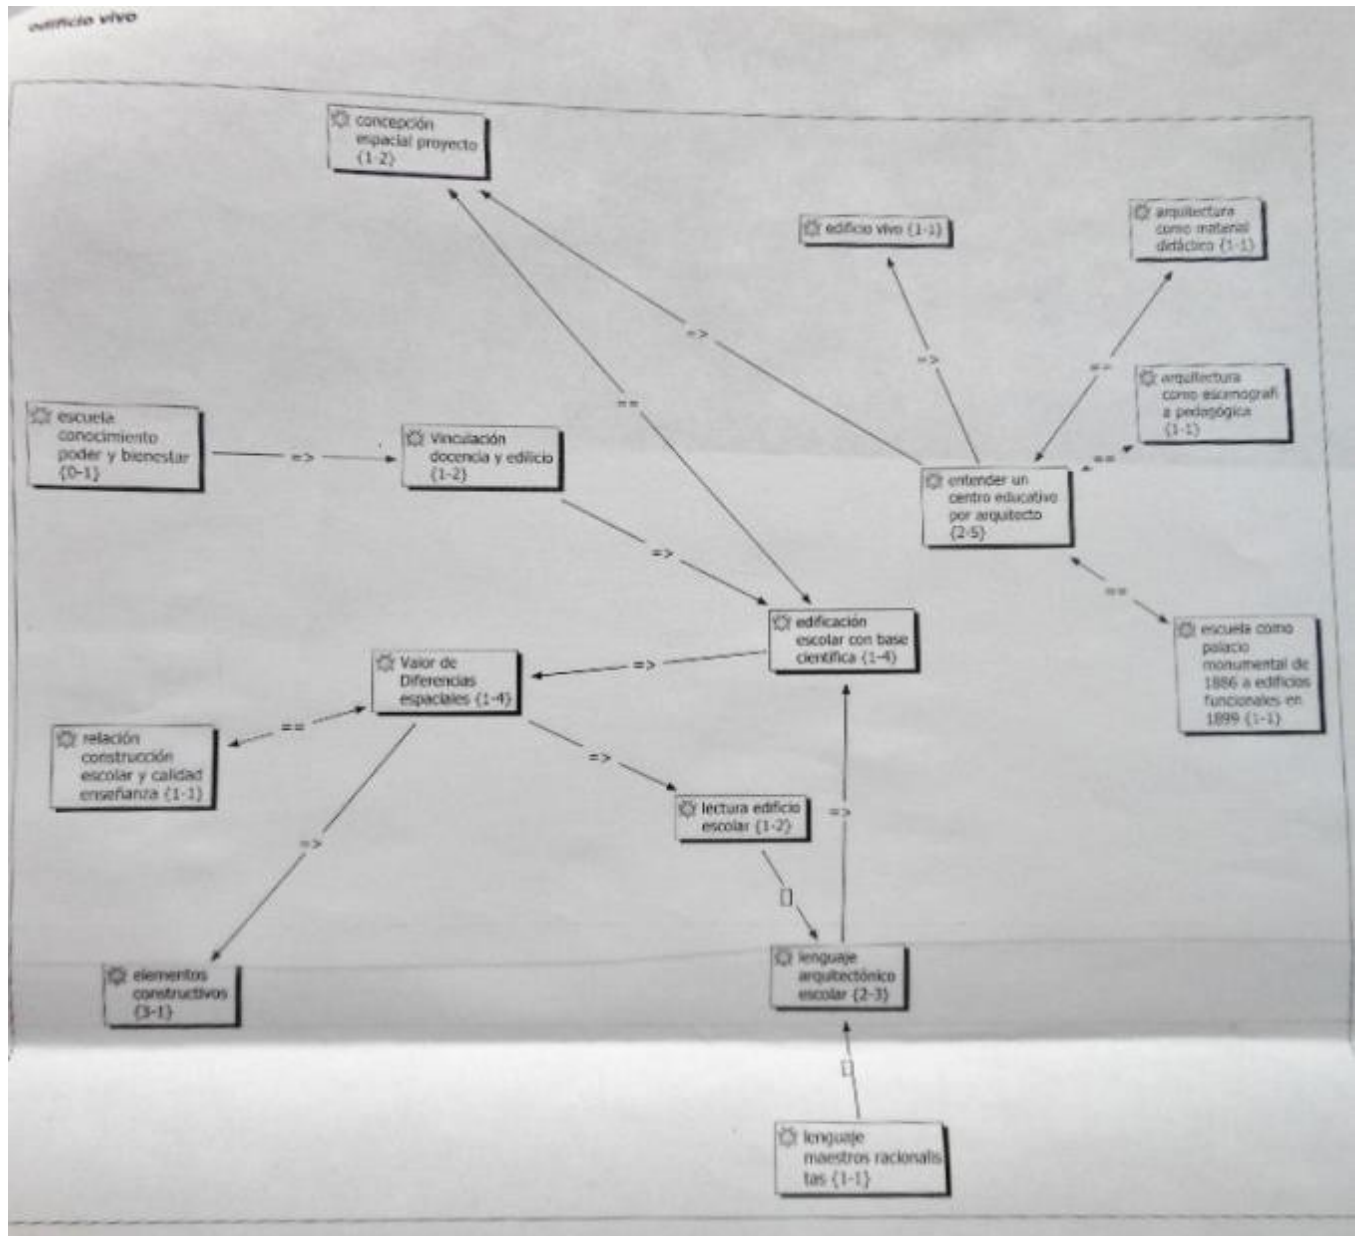 edificio vivo
concepción
espacial proyecto
{1-2}
edificio vivo {1-1}
arquitectura
como material
didáctico {1-1}
=>
=>
==
arquitectura
como escenografi
a pedagógica
{1-1}
==
==
escuela
conocimiento
poder y bienestar
{0-1}
=>
Vinculación
docencia y edificio
{1-2}
entender un
centro educativo
por arquitecto
{2-5}
=>
==
edificación
escolar con base
científica {1-4}
escuela como
palacio
monumental de
1886 a edificios
funcionales en
1899 {1-1}
=>
Valor de
Diferencias
espaciales {1-4}
==
relación
construcción
escolar y calidad
enseñanza {1-1}
=>
lectura edificio
escolar {1-2}
=>
=>
[]
elementos
constructivos
{3-1}
lenguaje
arquitectónico
escolar {2-3}
[]
lenguaje
maestros racionalis
tas {1-1}